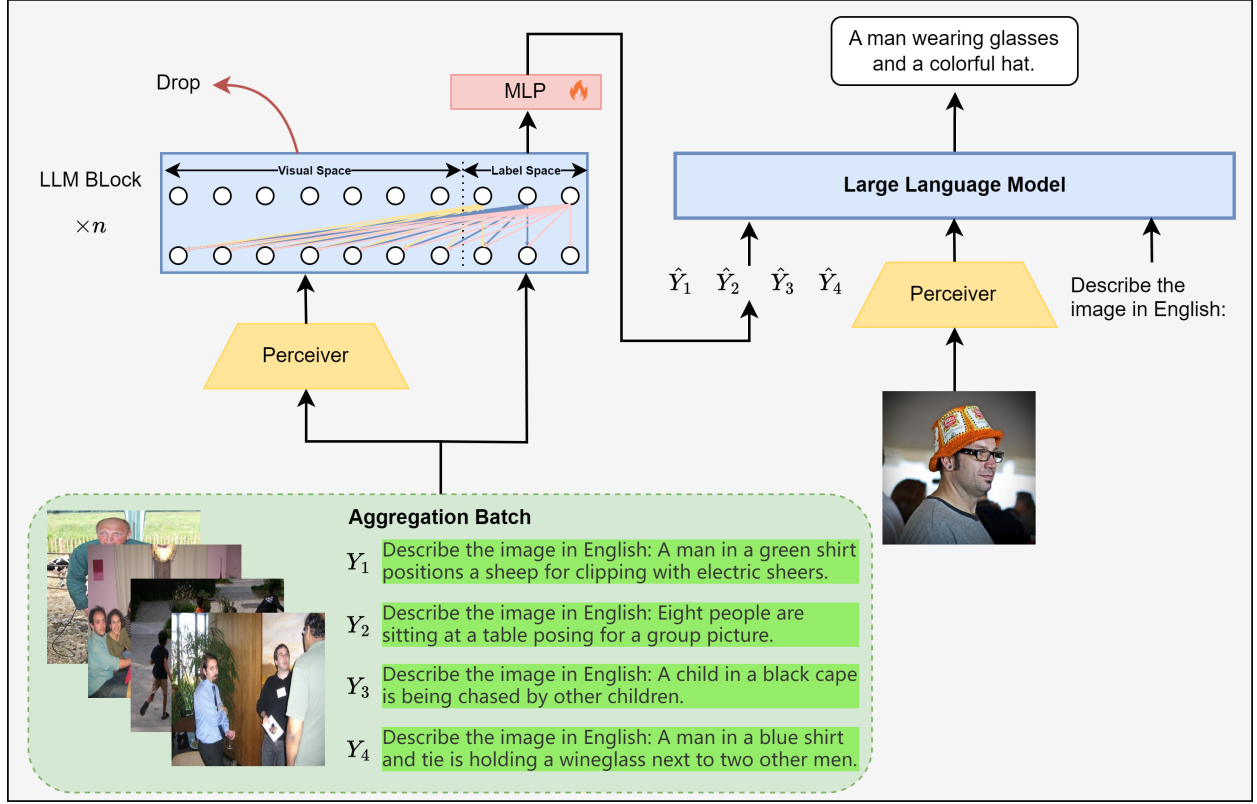 Drop
MLP
A man wearing glasses
and a colorful hat.
LLM BLock
×n
Visual Space
Label Space
Large Language Model
Ŷ1 Ŷ2 Ŷ3 Ŷ4
Perceiver
Describe the
image in English:
Perceiver
Aggregation Batch
Y1 Describe the image in English: A man in a green shirt
positions a sheep for clipping with electric sheers.
Y2 Describe the image in English: Eight people are
sitting at a table posing for a group picture.
Y3 Describe the image in English: A child in a black cape
is being chased by other children.
Y4 Describe the image in English: A man in a blue shirt
and tie is holding a wineglass next to two other men.